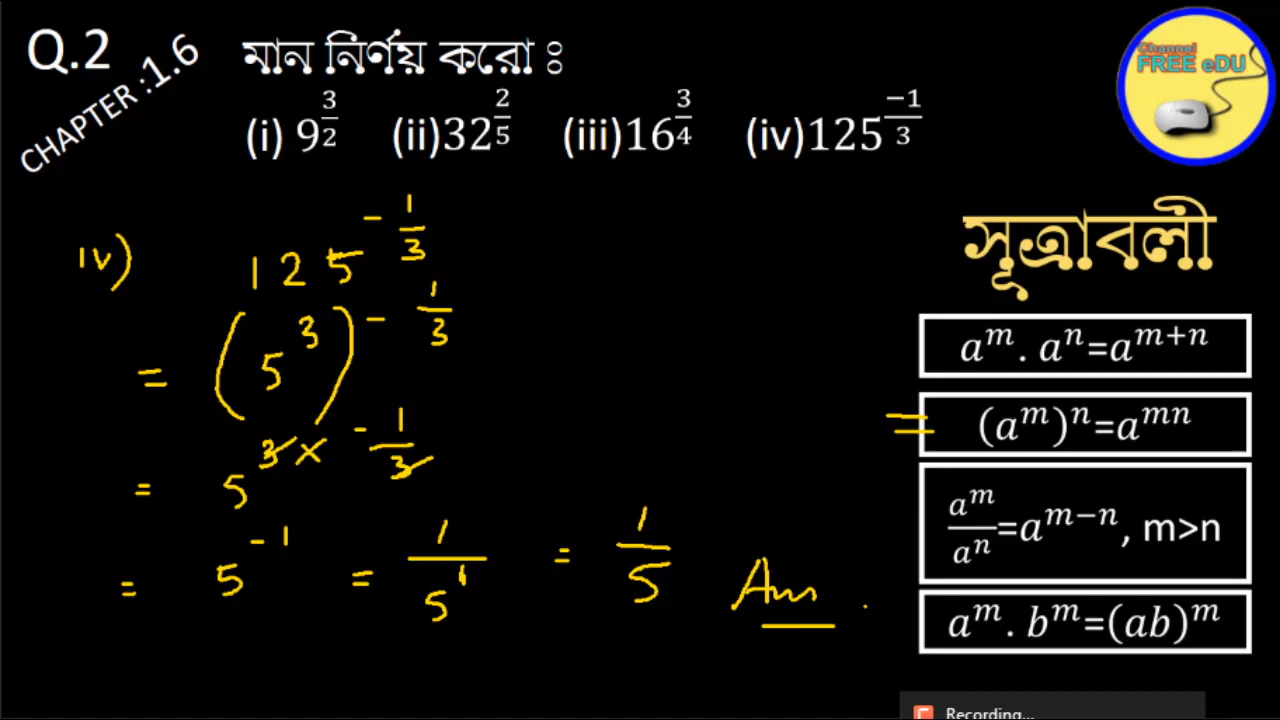 Q.2
CHAPTER :1.6
মান নির্ণয় করো ঃ
(i) 9^(3/2) (ii)32^(2/5) (iii)16^(3/4) (iv)125^(-1/3)
Channel
FREE eDU
iv) 125^(-1/3)
= (5^3)^(-1/3)
= 5^(3×-1/3)
= 5^(-1) = 1/5^1 = 1/5 Ans.
সূত্রাবলী
a^m. a^n=a^(m+n)
= (a^m)^n=a^(mn)
a^m/a^n=a^(m−n), m>n
a^m. b^m=(ab)^m
Recording...